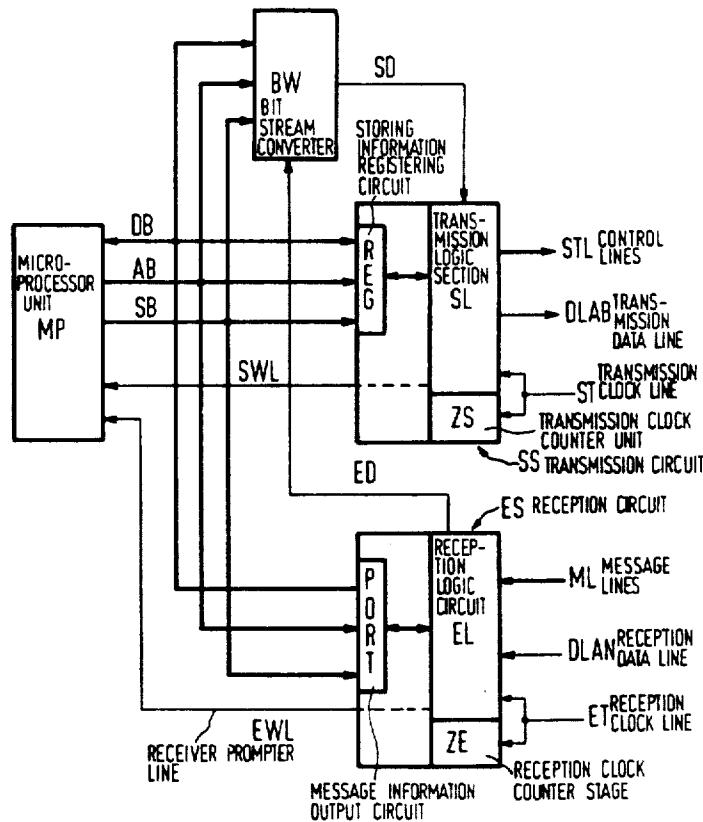 BW
BIT
STREAM
CONVERTER
SD
STORING
INFORMATION
REGISTERING
CIRCUIT
DB
AB
SB
MICRO-
PROCESSOR
UNIT
MP
REG
TRANS-
MISSION
LOGIC
SECTION
SL
STL CONTROL
LINES
DLAB TRANS-
MISSION
DATA LINE
SWL
ST TRANSMISSION
CLOCK LINE
ZS
TRANSMISSION CLOCK
COUNTER UNIT
SS TRANSMISSION CIRCUIT
ED
ES RECEPTION CIRCUIT
PORT
RECEP-
TION
LOGIC
CIRCUIT
EL
ML MESSAGE
LINES
DLAN RECEPTION
DATA LINE
ET RECEPTION
CLOCK LINE
EWL
RECEIVER PROMPTER
LINE
ZE
RECEPTION CLOCK
COUNTER STAGE
MESSAGE INFORMATION
OUTPUT CIRCUIT